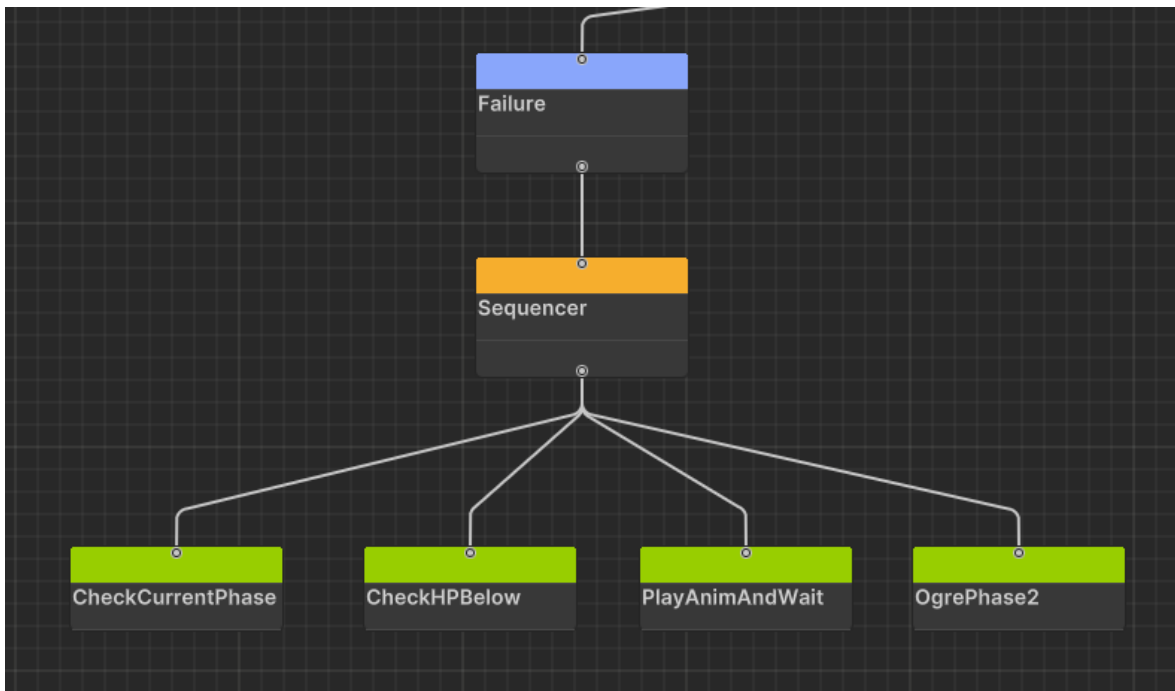 Failure
Sequencer
CheckCurrentPhase
CheckHPBelow
PlayAnimAndWait
OgrePhase2